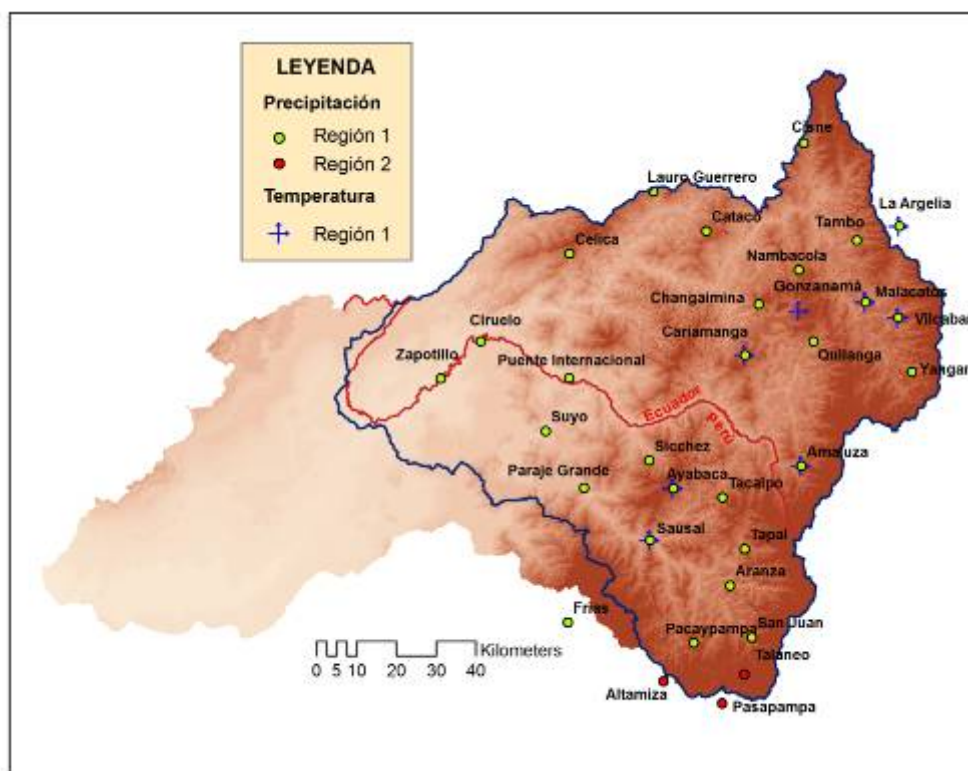 LEYENDA
Precipitación
Región 1
Región 2
Temperatura
Región 1
Cisne
Lauro Guerrero
La Argelia
Cataco
Tambo
Celica
Nambacola
Gonzanamá
Malacatos
Changaimina
Vilcabar
Ciruelo
Cariamanga
Zapotillo
Puente Internacional
Quilanga
Yangan
Ecuador
Perú
Suyo
Sicchez
Amaluza
Paraje Grande
Ayabaca
Tacalpo
Sausal
Tapal
Aranza
Frias
San Juan
Pacaypampa
Talaneo
Kilometers
0 5 10 20 30 40
Altamiza
Pasapampa